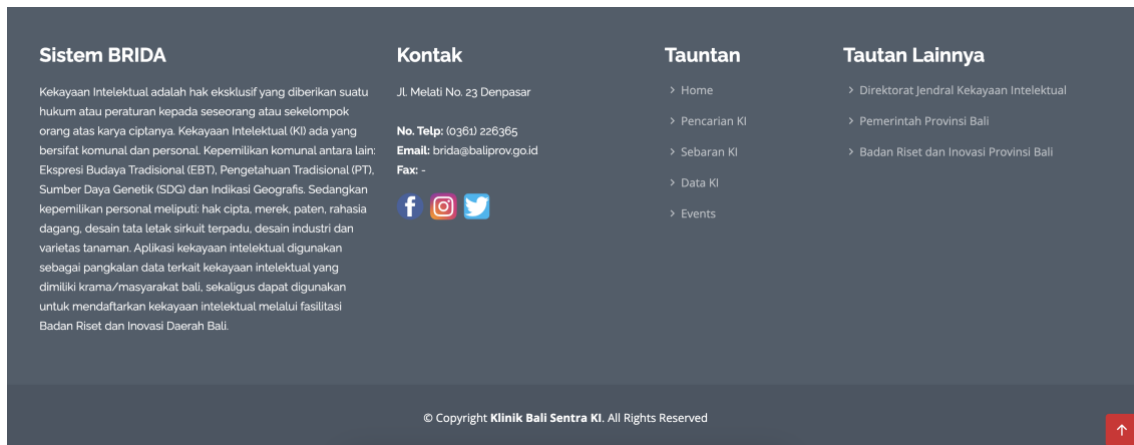 Sistem BRIDA
Kekayaan Intelektual adalah hak eksklusif yang diberikan suatu
hukum atau peraturan kepada seseorang atau sekelompok
orang atas karya ciptanya. Kekayaan Intelektual (KI) ada yang
bersifat komunal dan personal. Kepemilikan komunal antara lain:
Ekspresi Budaya Tradisional (EBT), Pengetahuan Tradisional (PT),
Sumber Daya Genetik (SDG) dan Indikasi Geografis. Sedangkan
kepemilikan personal meliputi: hak cipta, merek, paten, rahasia
dagang, desain tata letak sirkuit terpadu, desain industri dan
varietas tanaman. Aplikasi kekayaan intelektual digunakan
sebagai pangkalan data terkait kekayaan intelektual yang
dimiliki krama/masyarakat bali, sekaligus dapat digunakan
untuk mendaftarkan kekayaan intelektual melalui fasilitasi
Badan Riset dan Inovasi Daerah Bali.
Kontak
Jl. Melati No. 23 Denpasar
No. Telp: (0361) 226365
Email: brida@baliprov.go.id
Fax: -
Tauntan
Home
Pencarian KI
Sebaran KI
Data KI
Events
Tautan Lainnya
Direktorat Jendral Kekayaan Intelektual
Pemerintah Provinsi Bali
Badan Riset dan Inovasi Provinsi Bali
© Copyright Klinik Bali Sentra KI. All Rights Reserved